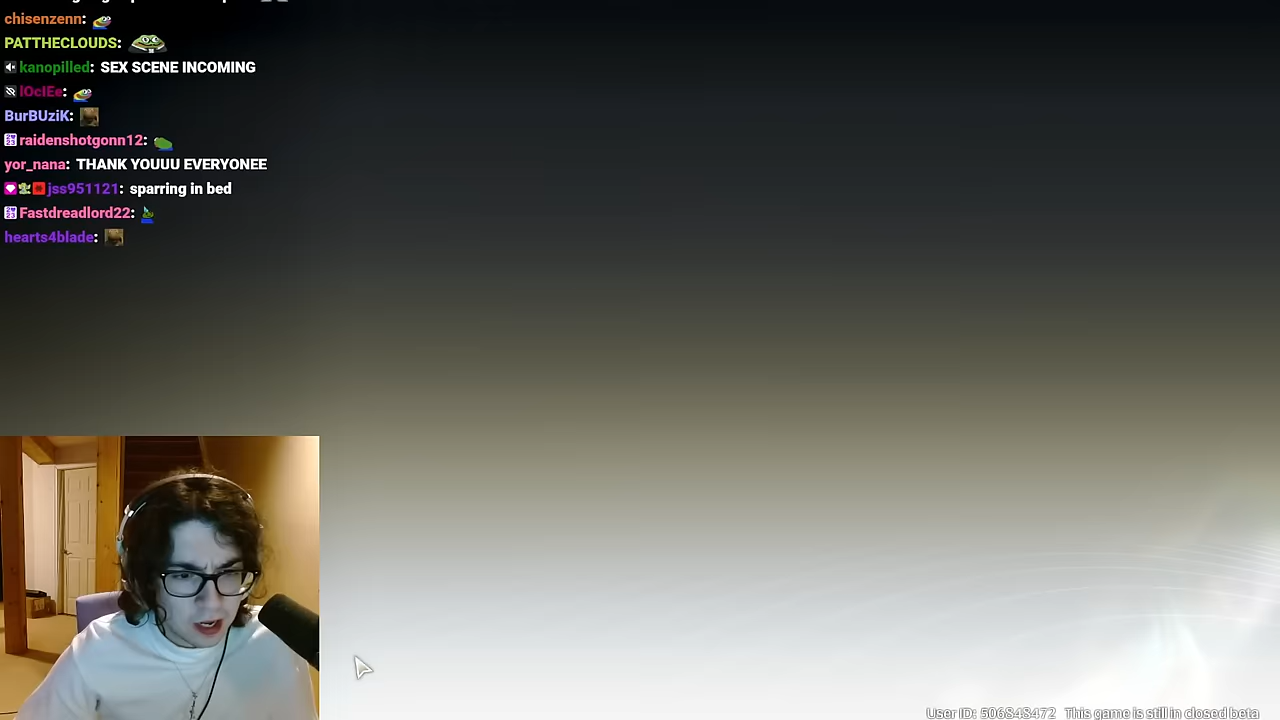 chisenzenn:
PATTHECLOUDS:
kanopilled: SEX SCENE INCOMING
lOclEe:
BurBUziK:
raidenshotgonn12:
yor_nana: THANK YOUUU EVERYONEE
jss951121: sparring in bed
Fastdreadlord22:
hearts4blade:
User ID: 506843472 This game is still in closed beta